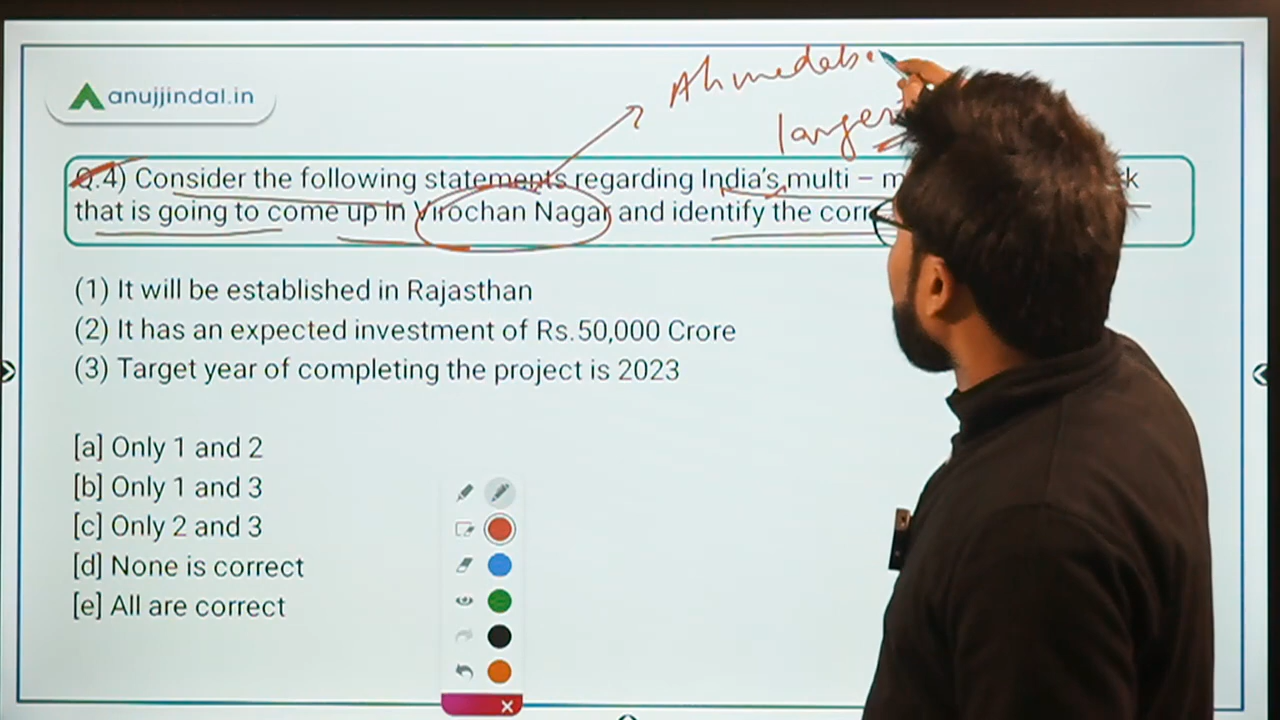 Ahmedaba
largest
anujjindal.in
Q.4) Consider the following statements regarding India's multi –
that is going to come up in Virochan Nagar and identify the
(1) It will be established in Rajasthan
(2) It has an expected investment of Rs.50,000 Crore
(3) Target year of completing the project is 2023
[a] Only 1 and 2
[b] Only 1 and 3
[c] Only 2 and 3
[d] None is correct
[e] All are correct